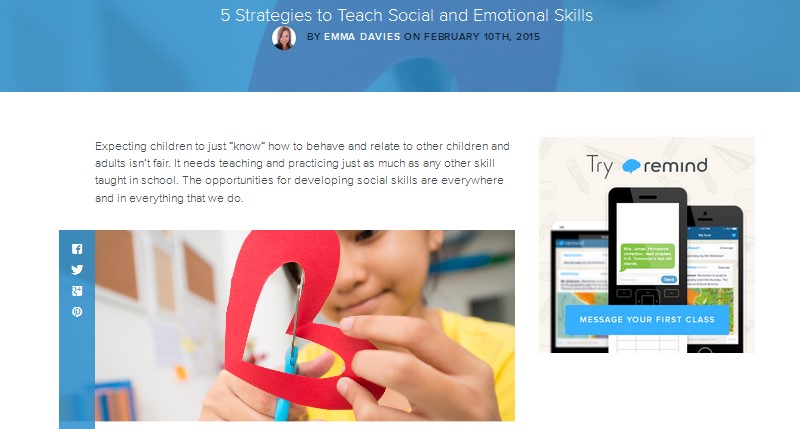 5 Strategies to Teach Social and Emotional Skills
BY EMMA DAVIES ON FEBRUARY 10TH, 2015
Expecting children to just "know" how to behave and relate to other children and
adults isn't fair. It needs teaching and practicing just as much as any other skill
taught in school. The opportunities for developing social skills are everywhere
and in everything that we do.
Try remind
MESSAGE YOUR FIRST CLASS